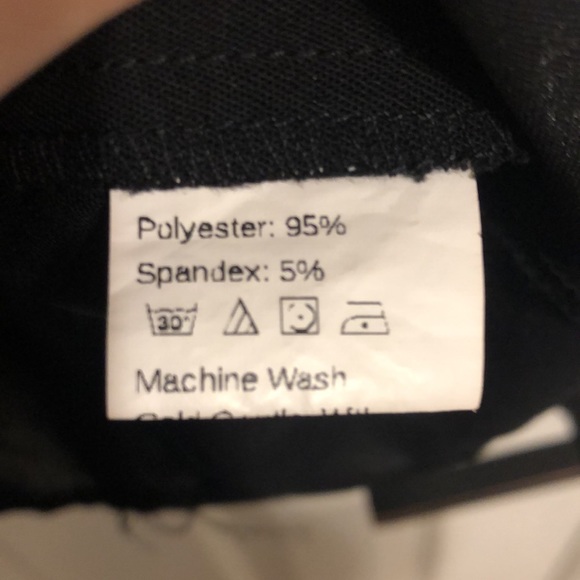 Polyester: 95%
Spandex: 5%
30°
Machine Wash